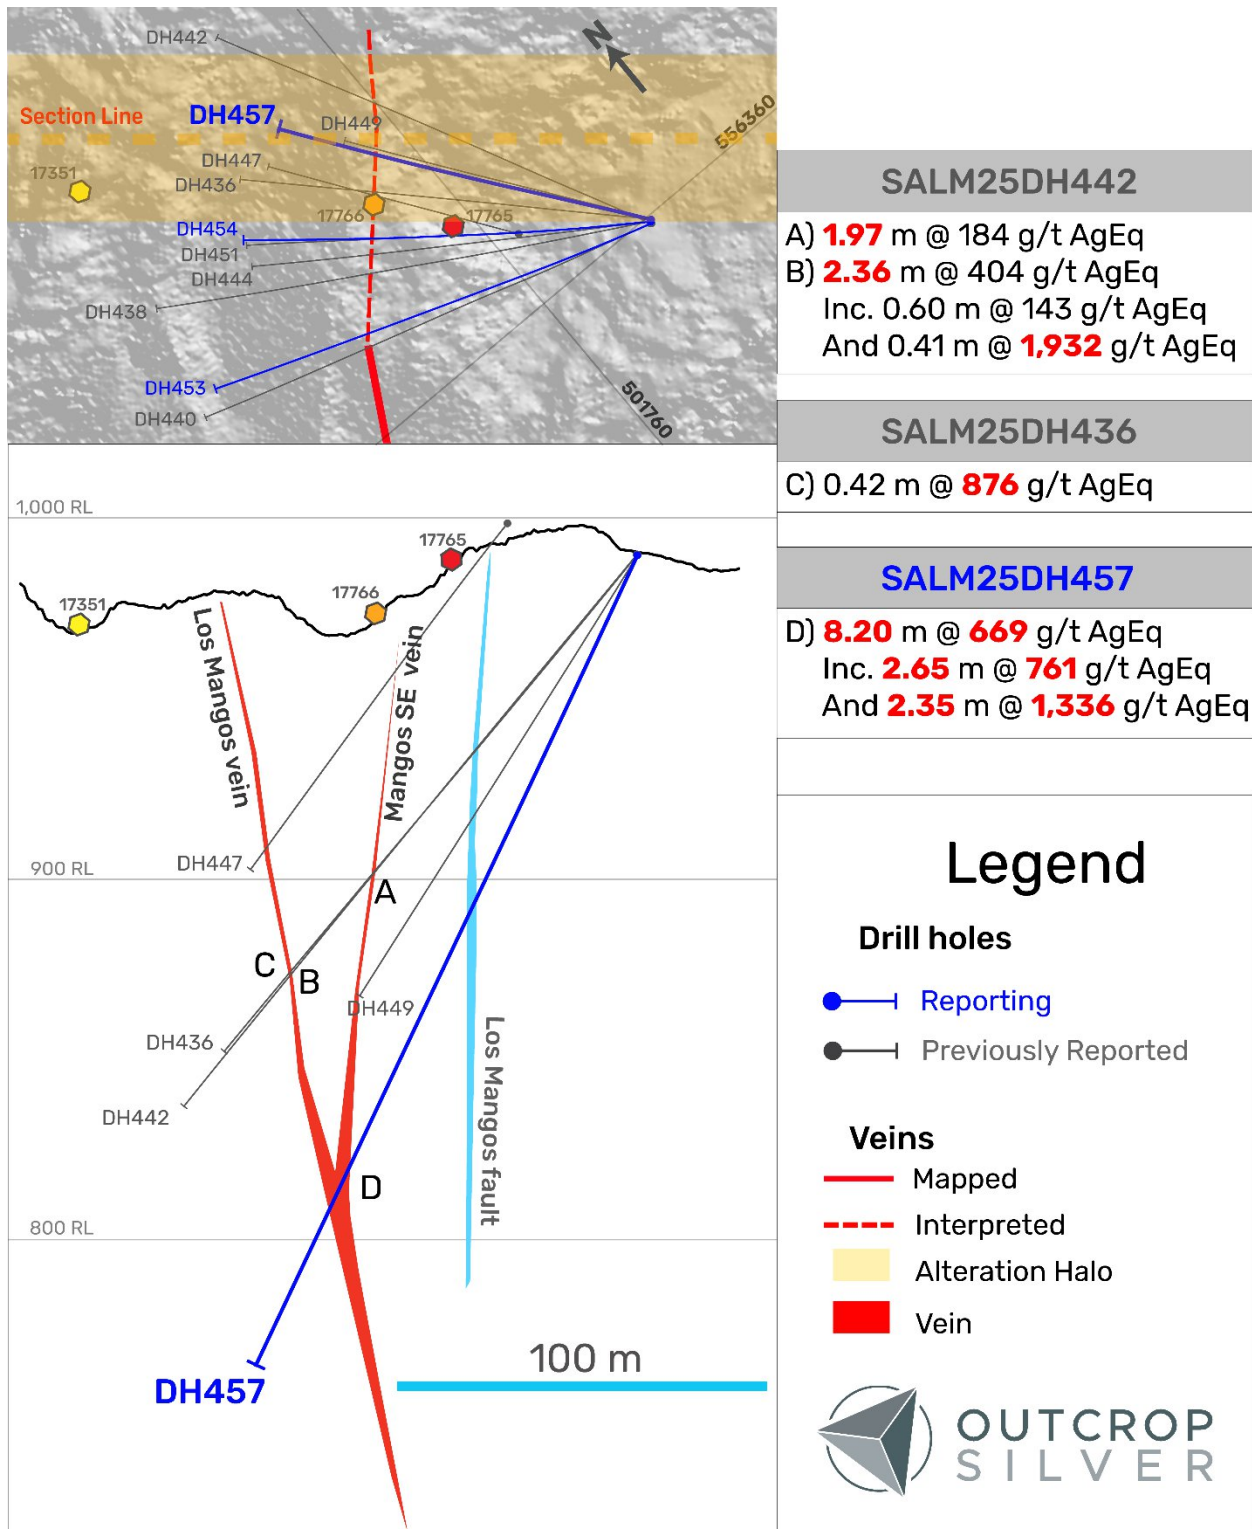 DH442
N
Section Line
DH457
DH449
556360
DH447
17351
DH436
17766
17765
DH454
DH451
DH444
DH438
DH453
DH440
501760
SALM25DH442
A) 1.97 m @ 184 g/t AgEq
B) 2.36 m @ 404 g/t AgEq
Inc. 0.60 m @ 143 g/t AgEq
And 0.41 m @ 1,932 g/t AgEq
SALM25DH436
C) 0.42 m @ 876 g/t AgEq
SALM25DH457
D) 8.20 m @ 669 g/t AgEq
Inc. 2.65 m @ 761 g/t AgEq
And 2.35 m @ 1,336 g/t AgEq
1,000 RL
17765
17766
17351
Los Mangos vein
Mangos SE vein
DH447
900 RL
A
C
B
DH449
DH436
DH442
Los Mangos fault
D
800 RL
100 m
DH457
Legend
Drill holes
Reporting
Previously Reported
Veins
Mapped
Interpreted
Alteration Halo
Vein
OUTCROP
SILVER